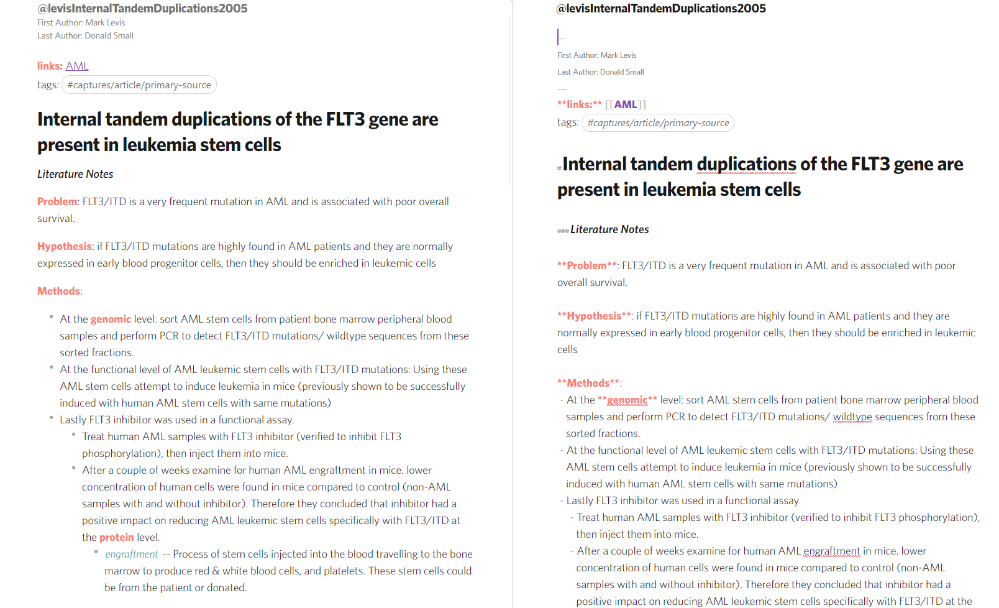 @levisInternalTandemDuplications2005
First Author: Mark Levis
Last Author: Donald Small
links: AML
tags: #captures/article/primary-source
Internal tandem duplications of the FLT3 gene are
present in leukemia stem cells
Literature Notes
Problem: FLT3/ITD is a very frequent mutation in AML and is associated with poor overall
survival.
Hypothesis: if FLT3/ITD mutations are highly found in AML patients and they are normally
expressed in early blood progenitor cells, then they should be enriched in leukemic cells
Methods:
At the genomic level: sort AML stem cells from patient bone marrow peripheral blood
samples and perform PCR to detect FLT3/ITD mutations/ wildtype sequences from these
sorted fractions.
At the functional level of AML leukemic stem cells with FLT3/ITD mutations: Using these
AML stem cells attempt to induce leukemia in mice (previously shown to be successfully
induced with human AML stem cells with same mutations)
Lastly FLT3 inhibitor was used in a functional assay.
Treat human AML samples with FLT3 inhibitor (verified to inhibit FLT3
phosphorylation), then inject them into mice.
After a couple of weeks examine for human AML engraftment in mice. lower
concentration of human cells were found in mice compared to control (non-AML
samples with and without inhibitor). Therefore they concluded that inhibitor had a
positive impact on reducing AML leukemic stem cells specifically with FLT3/ITD at
the protein level.
engraftment -- Process of stem cells injected into the blood travelling to the bone
marrow to produce red & white blood cells, and platelets. These stem cells could
be from the patient or donated.
@levisInternalTandemDuplications2005
---
First Author: Mark Levis
Last Author: Donald Small
---
**links:** [[AML]]
tags: #captures/article/primary-source
#Internal tandem duplications of the FLT3 gene are
present in leukemia stem cells
###Literature Notes
**Problem**: FLT3/ITD is a very frequent mutation in AML and is associated with poor
overall survival.
**Hypothesis**: if FLT3/ITD mutations are highly found in AML patients and they are
normally expressed in early blood progenitor cells, then they should be enriched in leukemic
cells
**Methods**:
- At the **genomic** level: sort AML stem cells from patient bone marrow peripheral blood
samples and perform PCR to detect FLT3/ITD mutations/ wildtype sequences from these
sorted fractions.
- At the functional level of AML leukemic stem cells with FLT3/ITD mutations: Using these
AML stem cells attempt to induce leukemia in mice (previously shown to be successfully
induced with human AML stem cells with same mutations)
- Lastly FLT3 inhibitor was used in a functional assay.
- Treat human AML samples with FLT3 inhibitor (verified to inhibit FLT3 phosphorylation),
then inject them into mice.
- After a couple of weeks examine for human AML engraftment in mice. lower
concentration of human cells were found in mice compared to control (non-AML
samples with and without inhibitor). Therefore they concluded that inhibitor had a
positive impact on reducing AML leukemic stem cells specifically with FLT3/ITD at the